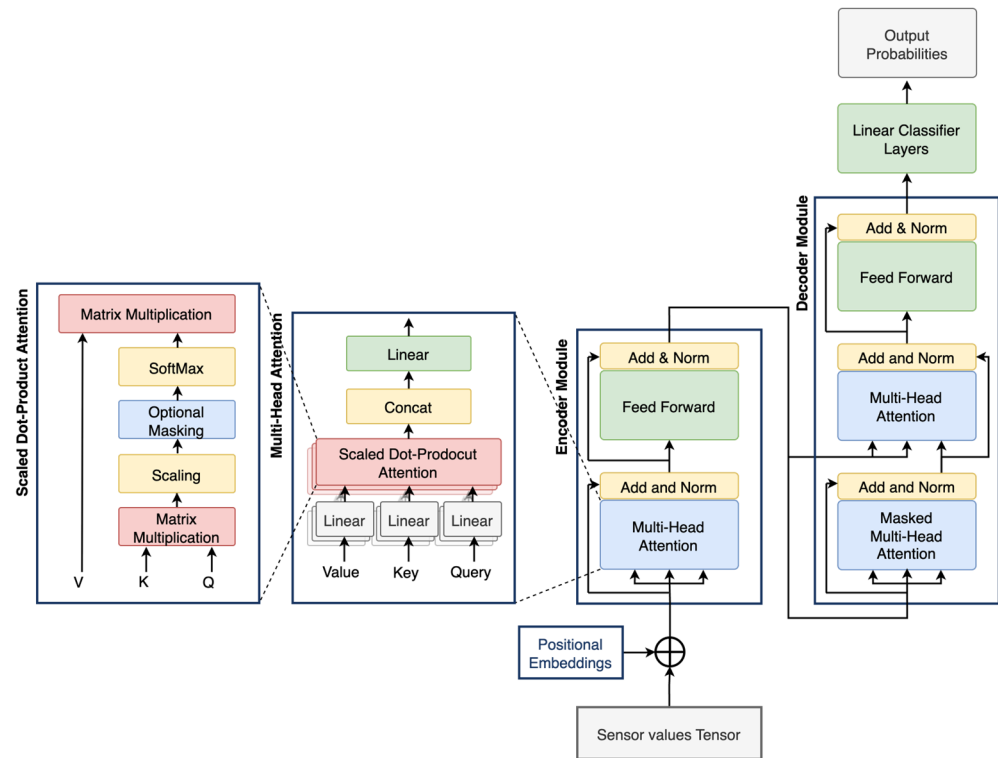 Output
Probabilities
Linear Classifier
Layers
Decoder Module
Add & Norm
Feed Forward
Add and Norm
Multi-Head
Attention
Add and Norm
Masked
Multi-Head
Attention
Scaled Dot-Product Attention
Matrix Multiplication
SoftMax
Optional
Masking
Scaling
Matrix
Multiplication
V
K
Q
Multi-Head Attention
Linear
Concat
Scaled Dot-Prodocut
Attention
Linear
Linear
Linear
Value
Key
Query
Encoder Module
Add & Norm
Feed Forward
Add and Norm
Multi-Head
Attention
Positional
Embeddings
Sensor values Tensor